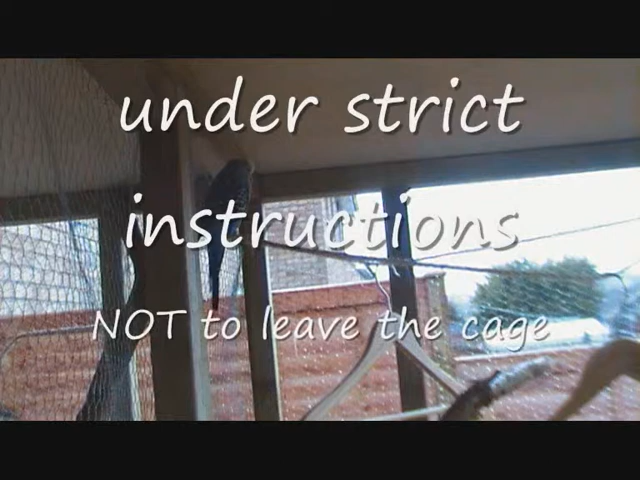 under strict
instructions
NOT to leave the cage